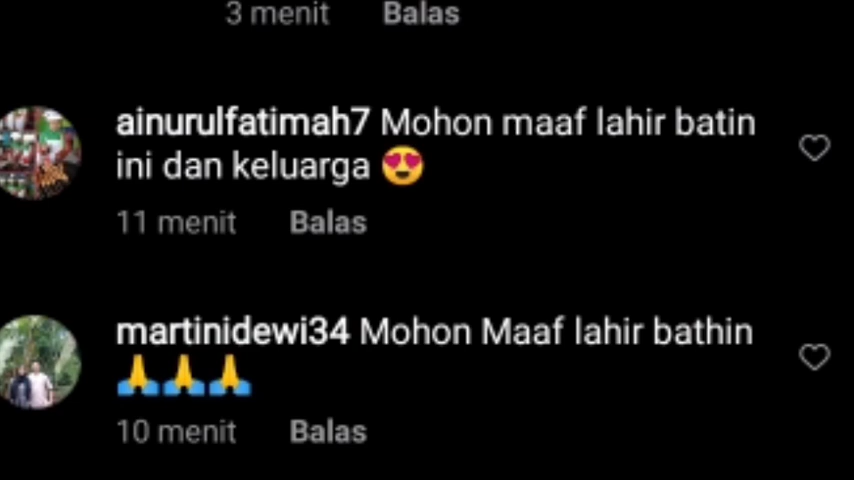 3 menit Balas
ainurulfatimah7 Mohon maaf lahir batin
ini dan keluarga 😍
11 menit Balas
martinidewi34 Mohon Maaf lahir bathin
🙏🙏🙏
10 menit Balas